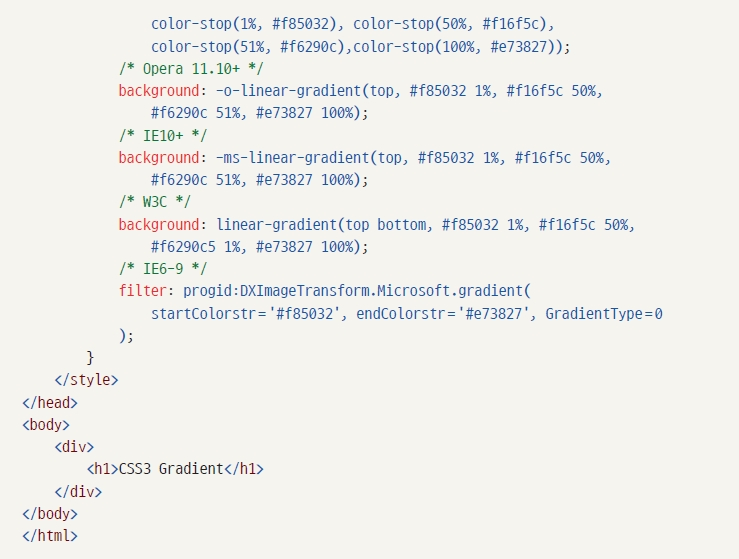 color-stop(1%, #f85032), color-stop(50%, #f16f5c),
color-stop(51%, #f6290c),color-stop(100%, #e73827));
/* Opera 11.10+ */
background: -o-linear-gradient(top, #f85032 1%, #f16f5c 50%,
#f6290c 51%, #e73827 100%);
/* IE10+ */
background: -ms-linear-gradient(top, #f85032 1%, #f16f5c 50%,
#f6290c 51%, #e73827 100%);
/* W3C */
background: linear-gradient(top bottom, #f85032 1%, #f16f5c 50%,
#f6290c5 1%, #e73827 100%);
/* IE6-9 */
filter: progid:DXImageTransform.Microsoft.gradient(
startColorstr='#f85032', endColorstr='#e73827', GradientType=0
);
}
</style>
</head>
<body>
<div>
<h1>CSS3 Gradient</h1>
</div>
</body>
</html>